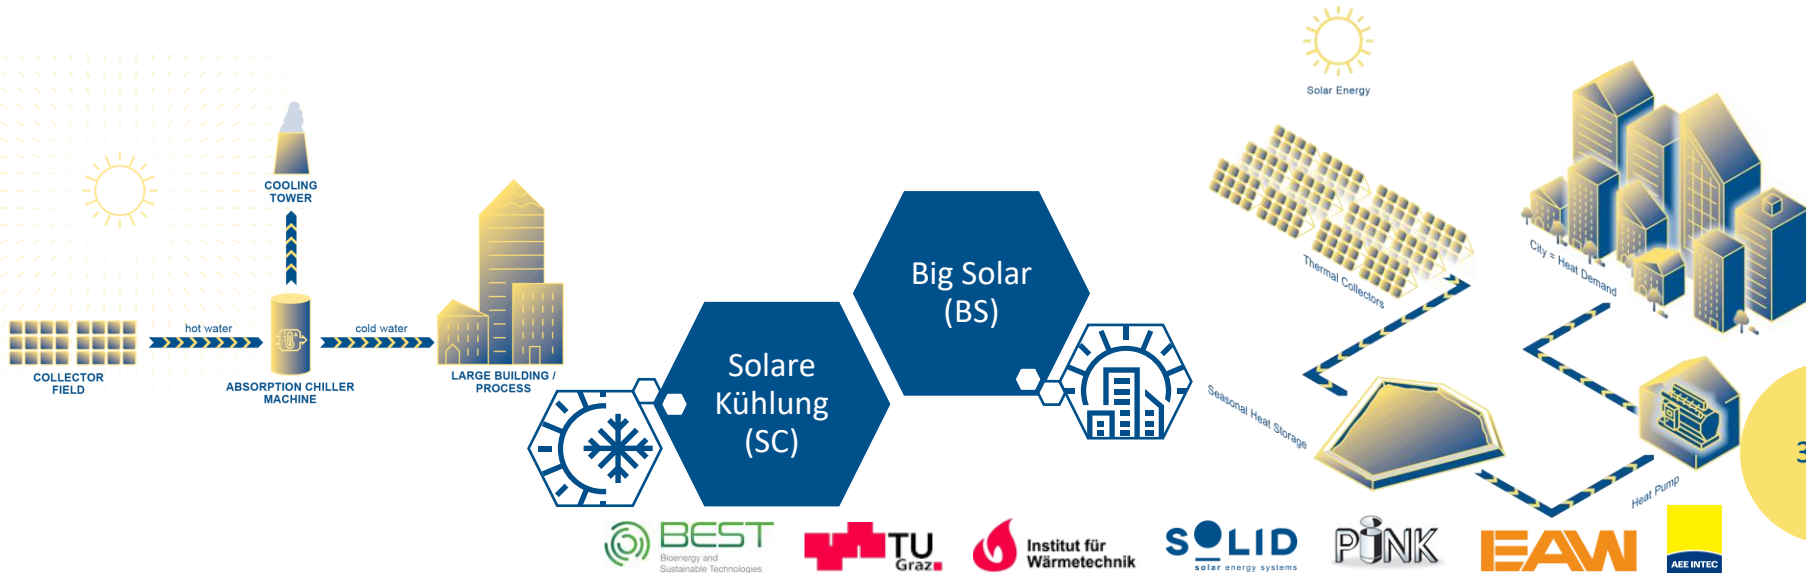 COOLING
TOWER
hot water
cold water
COLLECTOR
FIELD
ABSORPTION CHILLER
MACHINE
LARGE BUILDING /
PROCESS
Solare
Kühlung
(SC)
Big Solar
(BS)
Solar Energy
Thermal Collectors
City = Heat Demand
Seasonal Heat Storage
Heat Pump
3
BEST
Bioenergy and
Sustainable Technologies
TU
Graz
Institut für
Wärmetechnik
SOLID
solar energy systems
PINK
EAW
AEE INTEC